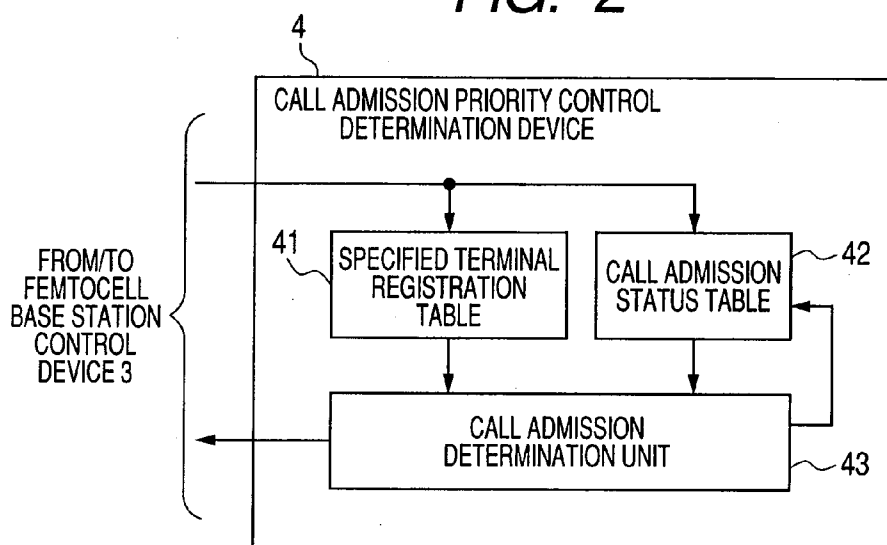 FIG. 2
4
CALL ADMISSION PRIORITY CONTROL
DETERMINATION DEVICE
FROM/TO
FEMTOCELL
BASE STATION
CONTROL
DEVICE 3
41
SPECIFIED TERMINAL
REGISTRATION
TABLE
CALL ADMISSION
STATUS TABLE
42
CALL ADMISSION
DETERMINATION UNIT
43